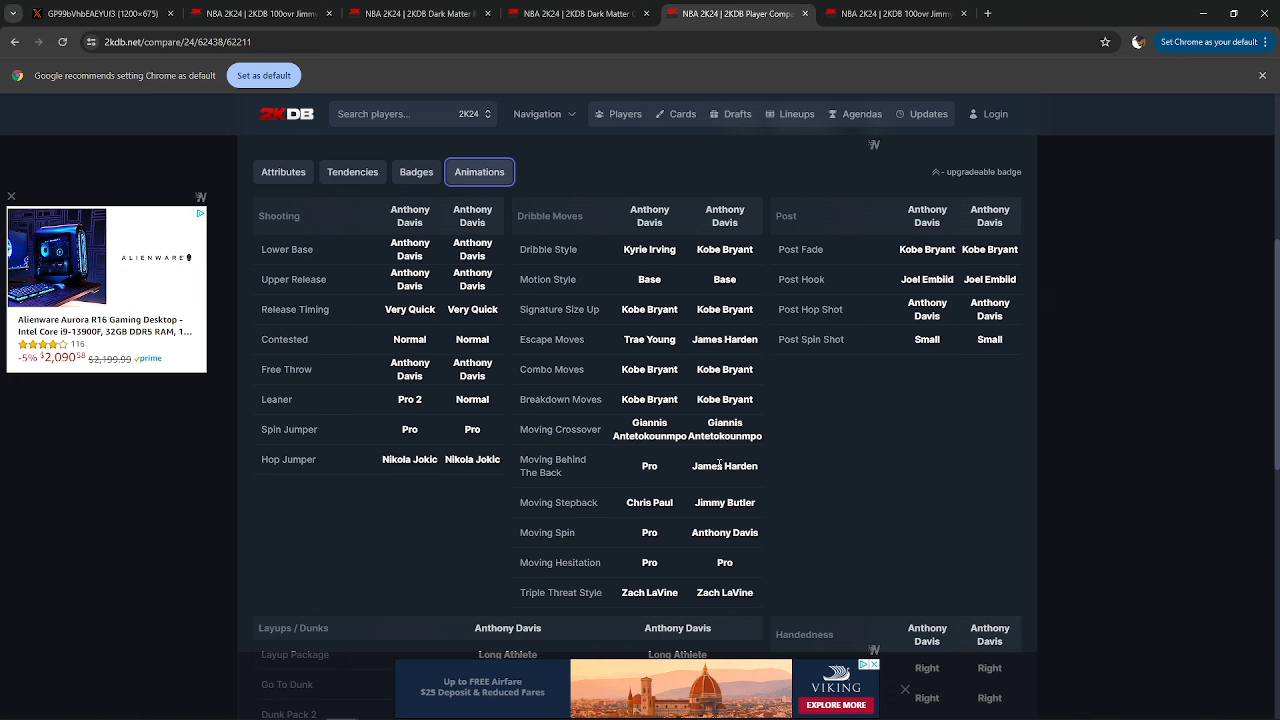 GP9bVhVbEAEYUf3 (1200×675)
NBA 2K24 | 2KDB 100ovr Jimmy
NBA 2K24 | 2KDB Dark Matter
NBA 2K24 | 2KDB Dark Matter
NBA 2K24 | 2KDB Player Compa
NBA 2K24 | 2KDB 100ovr Jimmy
2kdb.net/compare/24/62438/62211
Set Chrome as your default
Google recommends setting Chrome as default
Set as default
2KDB
Search players...
2K24
Navigation
Players
Cards
Drafts
Lineups
Agendas
Updates
Login
Attributes
Tendencies
Badges
Animations
- upgradeable badge
Shooting Anthony Davis Anthony Davis
Lower Base Anthony Davis Anthony Davis
Upper Release Anthony Davis Anthony Davis
Release Timing Very Quick Very Quick
Contested Normal Normal
Free Throw Anthony Davis Anthony Davis
Leaner Pro 2 Normal
Spin Jumper Pro Pro
Hop Jumper Nikola Jokic Nikola Jokic
Dribble Moves Anthony Davis Anthony Davis
Dribble Style Kyrie Irving Kobe Bryant
Motion Style Base Base
Signature Size Up Kobe Bryant Kobe Bryant
Escape Moves Trae Young James Harden
Combo Moves Kobe Bryant Kobe Bryant
Breakdown Moves Kobe Bryant Kobe Bryant
Moving Crossover Giannis Antetokounmpo Giannis Antetokounmpo
Moving Behind The Back Pro James Harden
Moving Stepback Chris Paul Jimmy Butler
Moving Spin Pro Anthony Davis
Moving Hesitation Pro Pro
Triple Threat Style Zach LaVine Zach LaVine
Post Anthony Davis Anthony Davis
Post Fade Kobe Bryant Kobe Bryant
Post Hook Joel Embiid Joel Embiid
Post Hop Shot Anthony Davis Anthony Davis
Post Spin Shot Small Small
Layups / Dunks Anthony Davis Anthony Davis
Layup Package Long Athlete Long Athlete
Go To Dunk
Dunk Pack 2
Handedness Anthony Davis Anthony Davis
Right Right
Right Right
ALIENWARE
Alienware Aurora R16 Gaming Desktop -
Intel Core i9-13900F, 32GB DDR5 RAM, 1...
116
-5% $2,090.58 $2,199.99 prime
Up to FREE Airfare
$25 Deposit & Reduced Fares
VIKING
EXPLORE MORE